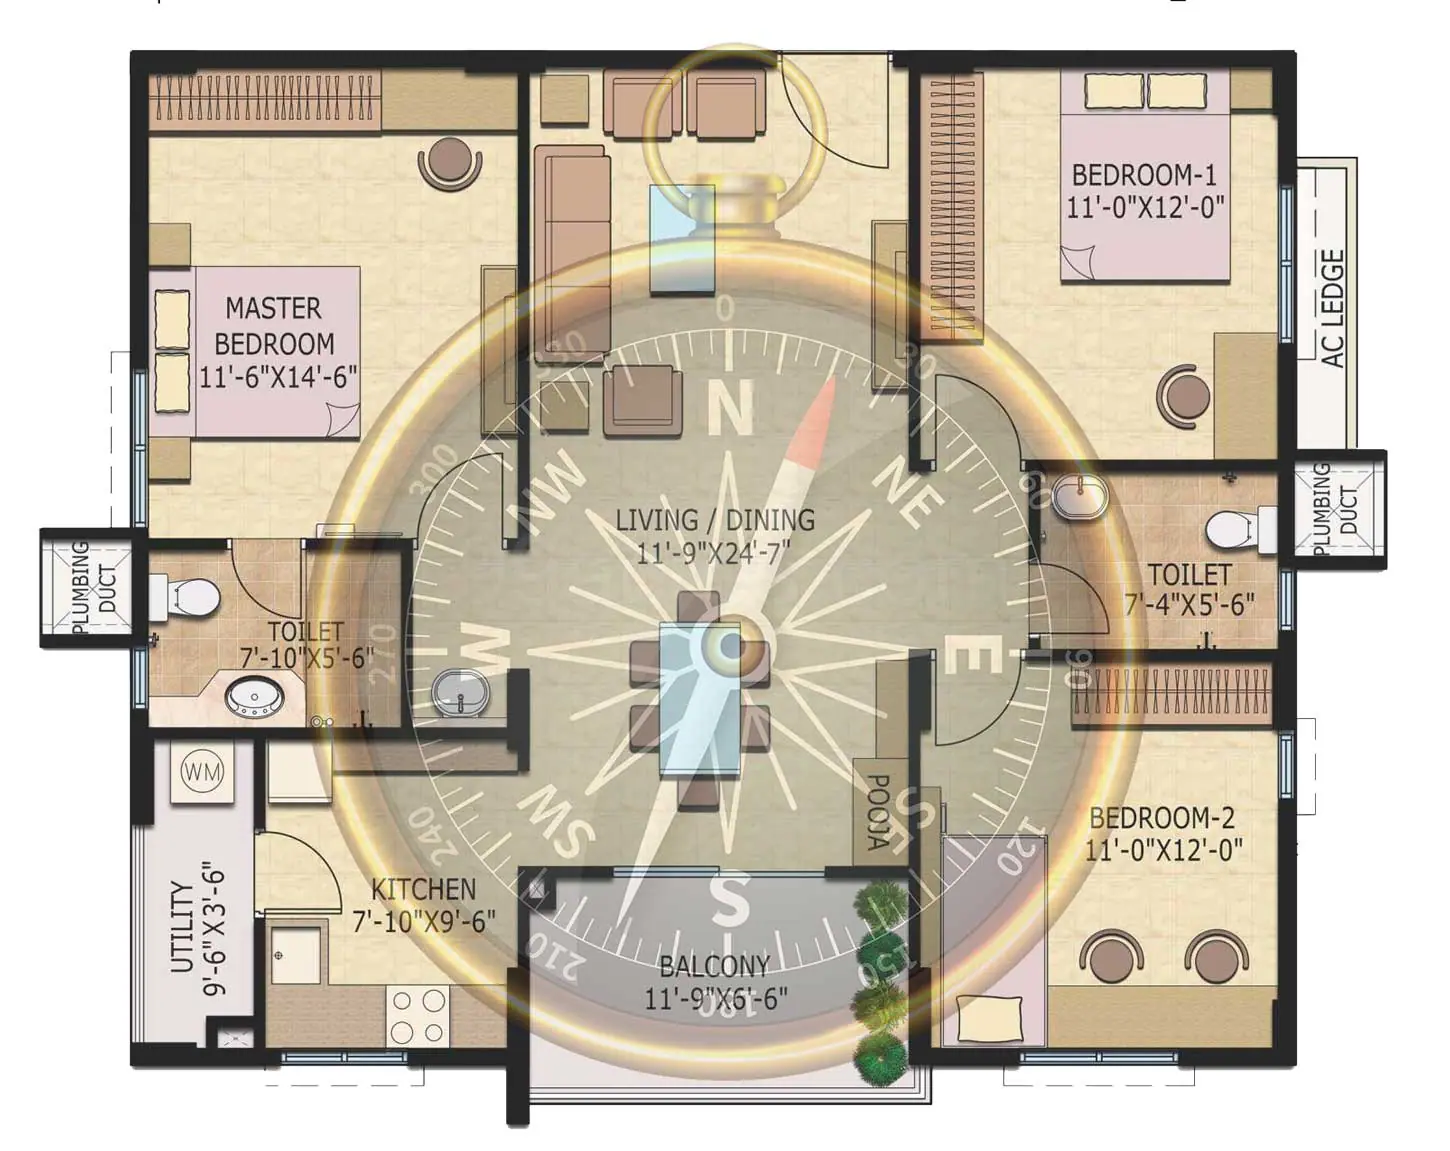 BEDROOM-1
11'-0"X12'-0"
MASTER
BEDROOM
11'-6"X14'-6"
AC LEDGE
0
330
30
N
300
NW
NE
60
LIVING / DINING
11'-9"X24'-7"
PLUMBING
DUCT
PLUMBING
DUCT
TOILET
7'-4"X5'-6"
TOILET
7'-10"X5'-6"
270
W
E
90
WM
POOJA
240
SW
SE
120
BEDROOM-2
11'-0"X12'-0"
UTILITY
9'-6"X3'-6"
KITCHEN
7'-10"X9'-6"
S
210
150
BALCONY
11'-9"X6'-6"
180